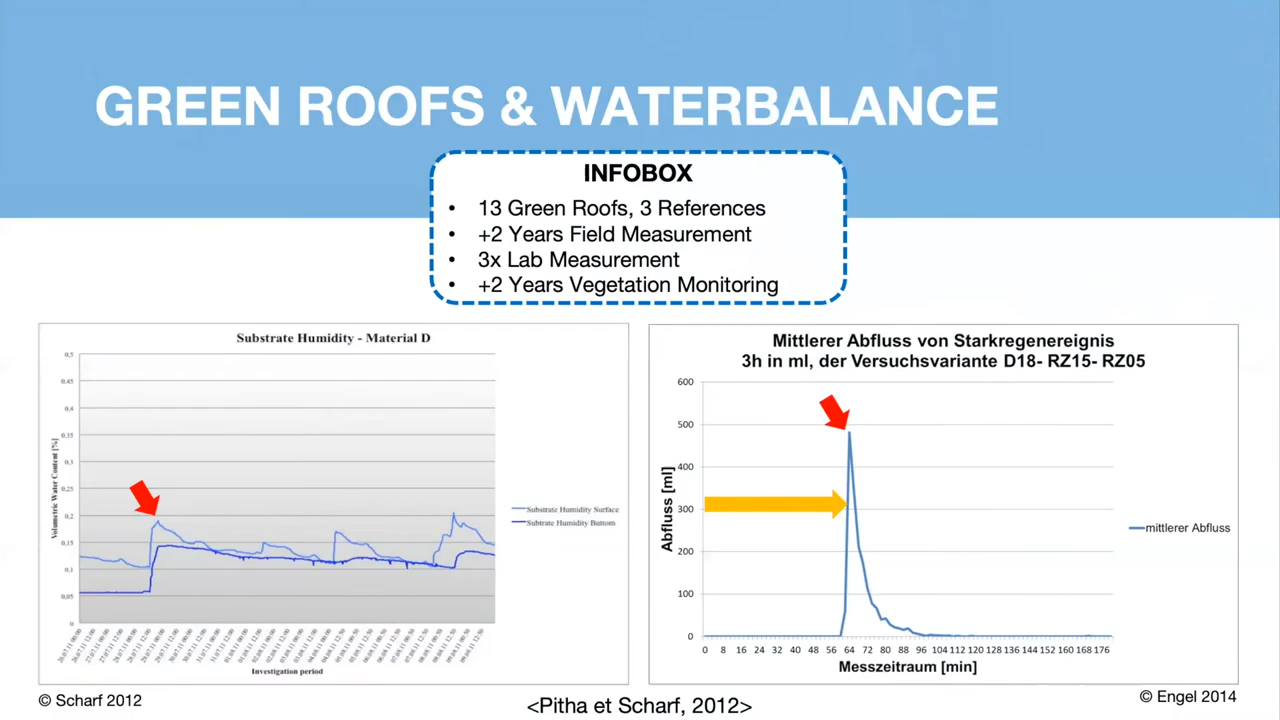 GREEN ROOFS & WATERBALANCE
INFOBOX
• 13 Green Roofs, 3 References
• +2 Years Field Measurement
• 3x Lab Measurement
• +2 Years Vegetation Monitoring
Substrate Humidity - Material D
Volumetric Water Content [%]
0,5
0,45
0,4
0,35
0,3
0,25
0,2
0,15
0,1
0,05
0
Substrate Humidity Surface
Subtrate Humidity Buttom
Investigation period
Mittlerer Abfluss von Starkregenereignis
3h in ml, der Versuchsvariante D18- RZ15- RZ05
Abfluss [ml]
600
500
400
300
200
100
0
0 8 16 24 32 40 48 56 64 72 80 88 96 104 112 120 128 136 144 152 160 168 176
Messzeitraum [min]
mittlerer Abfluss
© Scharf 2012
<Pitha et Scharf, 2012>
© Engel 2014